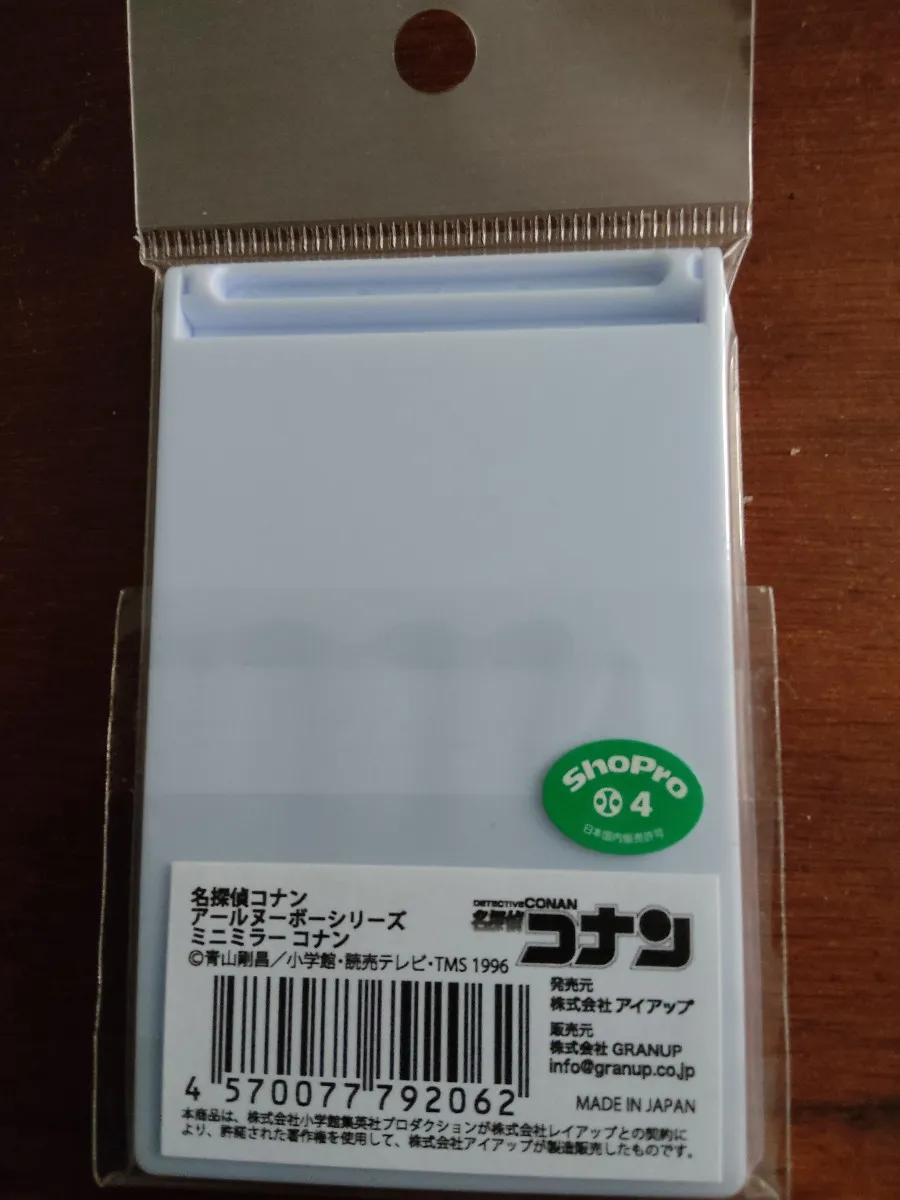 ShoPro
4
日本国内販売許可
名探偵コナン
アールヌーボーシリーズ
ミニミラー コナン
©青山剛昌／小学館・読売テレビ・TMS 1996
DETECTIVE CONAN
名探偵コナン
発売元
株式会社 アイアップ
販売元
株式会社 GRANUP
info@granup.co.jp
4 570077 792062
MADE IN JAPAN
本商品は、株式会社小学館集英社プロダクションが株式会社レイアップとの契約に
より、許諾された著作権を使用して、株式会社アイアップが製造販売したものです。